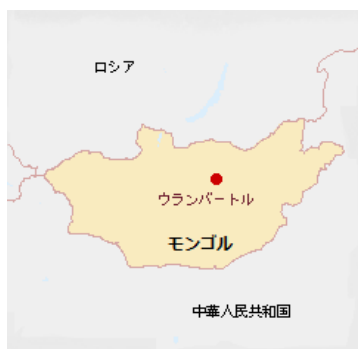 ロシア
ウランバートル
モンゴル
中華人民共和国